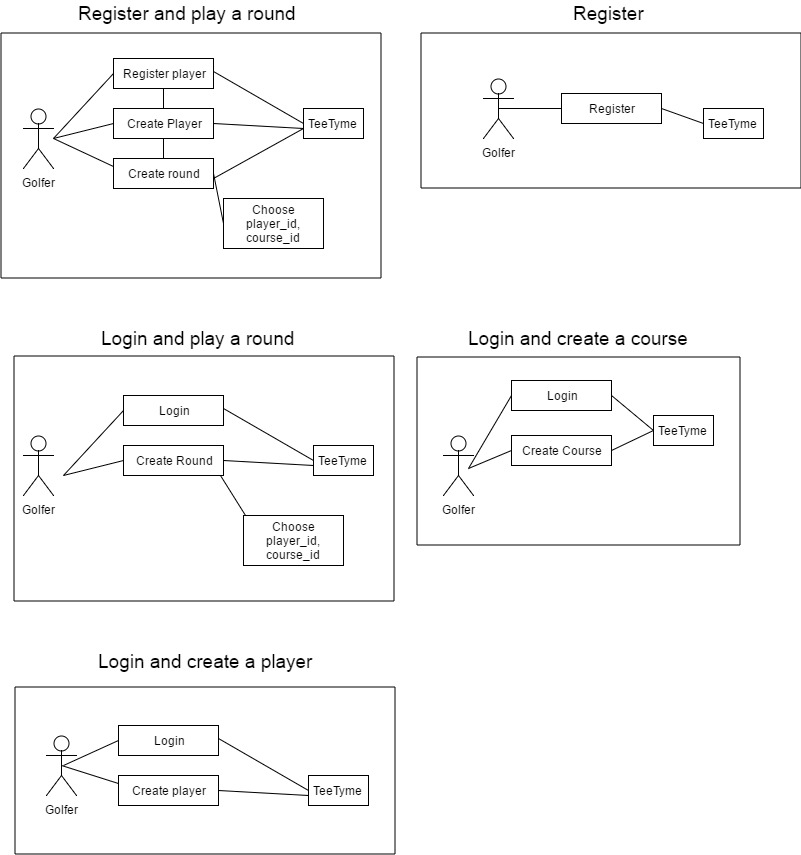 Register and play a round
Register player
Create Player
TeeTyme
Create round
Golfer
Choose
player_id,
course_id
Register
Register
TeeTyme
Golfer
Login and play a round
Login
Create Round
TeeTyme
Golfer
Choose
player_id,
course_id
Login and create a course
Login
TeeTyme
Create Course
Golfer
Login and create a player
Login
Create player
TeeTyme
Golfer